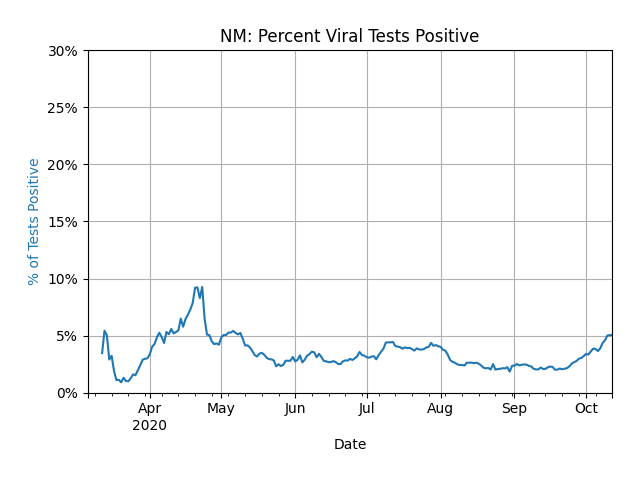 NM: Percent Viral Tests Positive
30%
25%
20%
15%
10%
5%
0%
% of Tests Positive
Apr May Jun Jul Aug Sep Oct
2020
Date